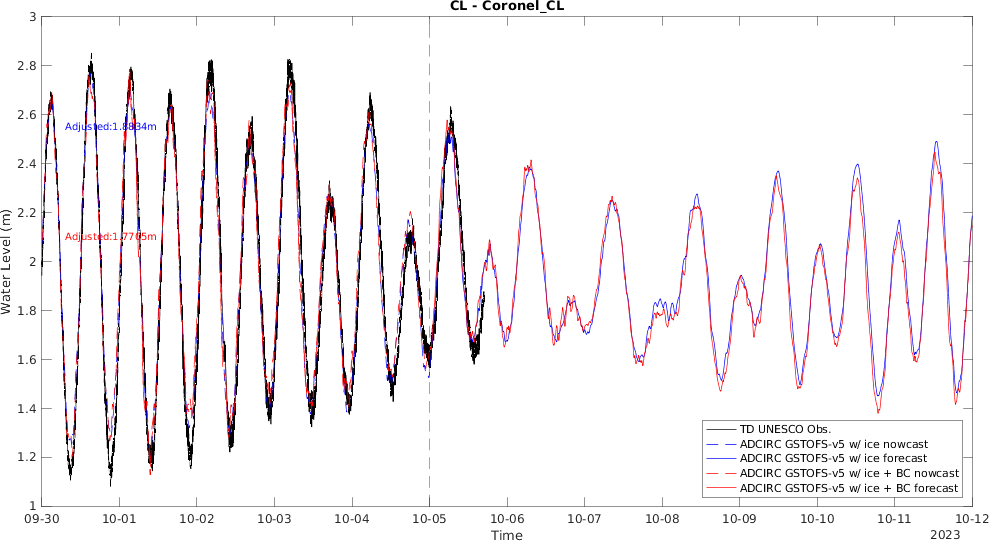 CL - Coronel_CL
3
2.8
2.6
2.4
2.2
2
1.8
1.6
1.4
1.2
1
Water Level (m)
Adjusted:1.8834m
Adjusted:1.7765m
TD UNESCO Obs.
ADCIRC GSTOFS-v5 w/ ice nowcast
ADCIRC GSTOFS-v5 w/ ice forecast
ADCIRC GSTOFS-v5 w/ ice + BC nowcast
ADCIRC GSTOFS-v5 w/ ice + BC forecast
09-30 10-01 10-02 10-03 10-04 10-05 10-06 10-07 10-08 10-09 10-10 10-11 10-12
Time
2023